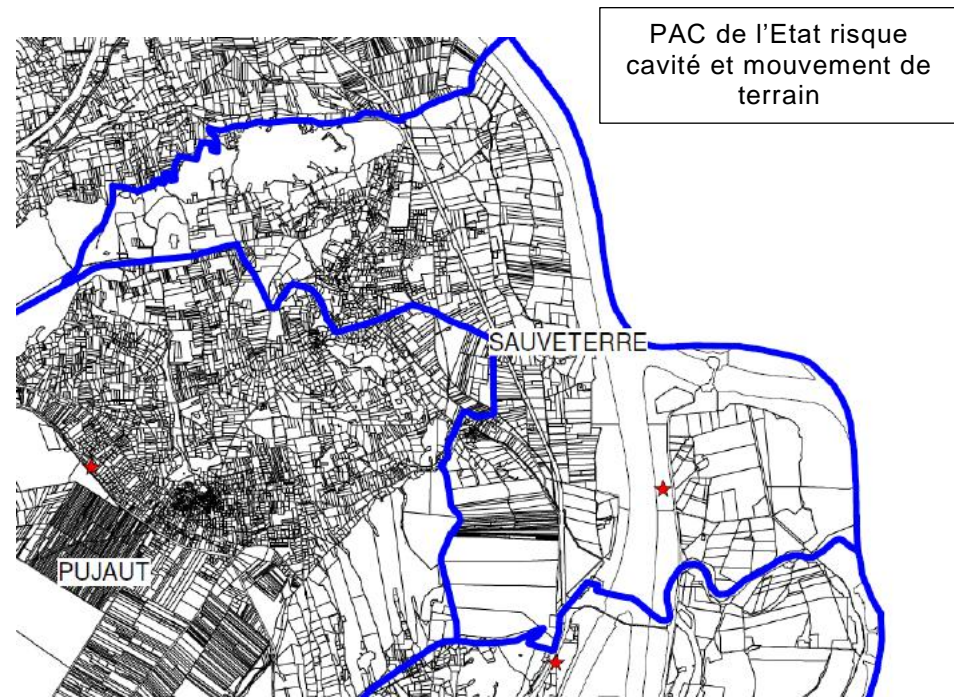 PAC de l'Etat risque
cavité et mouvement de
terrain
SAUVETERRE
PUJAUT